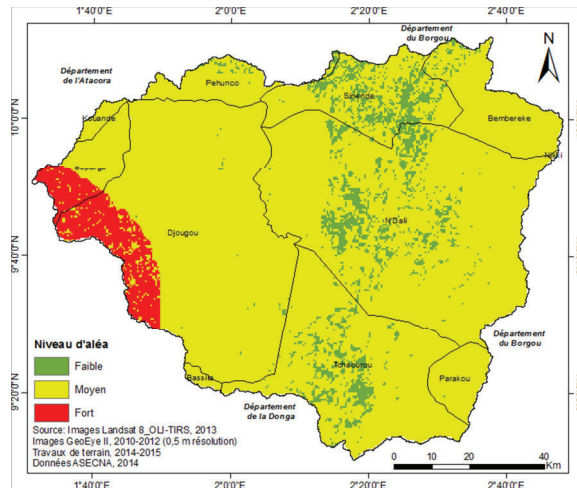 1°40'0"E
2°0'0"E
2°20'0"E
2°40'0"E
Département
du Borgou
N
Département
de l'Atacora
Pehunco
Sinende
10°0'0"N
Kouande
Bembereke
Nikki
N'Dali
Djougou
9°40'0"N
Niveau d'aléa
Faible
Moyen
Fort
Département
du Borgou
Tchaourou
Bassila
Parakou
9°20'0"N
Département
de la Donga
Source: Images Landsat 8_OLI-TIRS, 2013
Images GeoEye II, 2010-2012 (0,5 m résolution)
Travaux de terrain, 2014-2015
Données ASECNA, 2014
0 10 20 40
Km
1°40'0"E
2°0'0"E
2°20'0"E
2°40'0"E